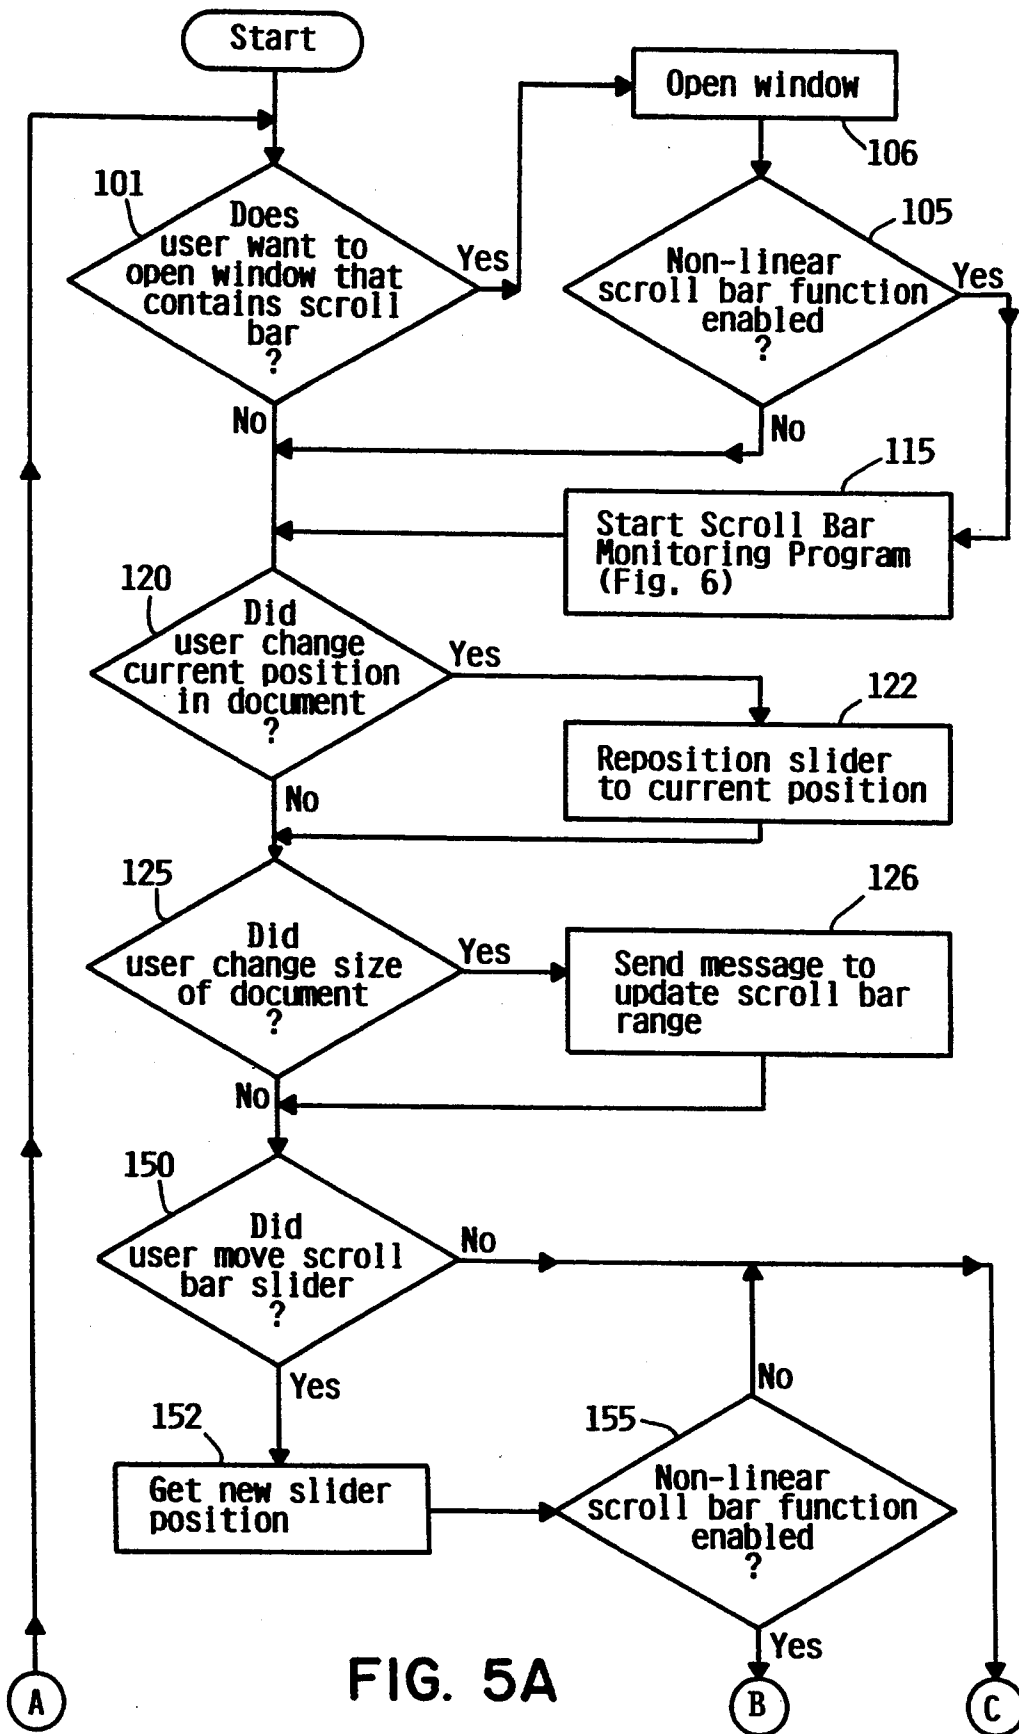 Start
Open window
106
101
Does
user want to
open window that
contains scroll
bar
?
Yes
No
105
Non-linear
scroll bar function
enabled
?
Yes
No
115
Start Scroll Bar
Monitoring Program
(Fig. 6)
120
Did
user change
current position
in document
?
Yes
No
122
Reposition slider
to current position
125
Did
user change size
of document
?
Yes
No
126
Send message to
update scroll bar
range
150
Did
user move scroll
bar slider
?
No
Yes
152
Get new slider
position
155
Non-linear
scroll bar function
enabled
?
No
Yes
A
FIG. 5A
B
C